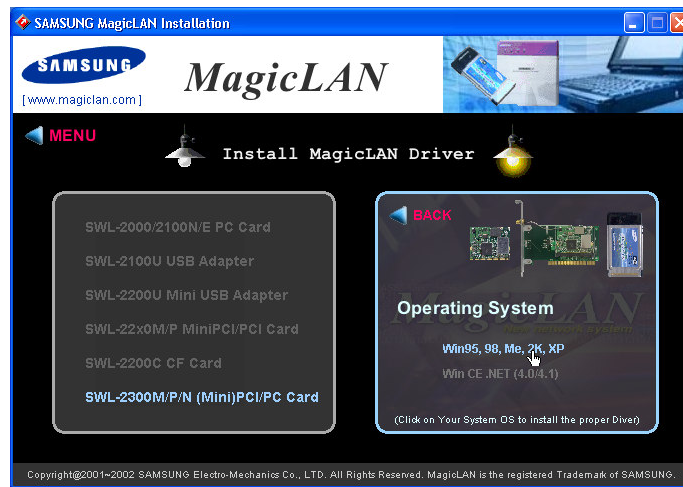 SAMSUNG MagicLAN Installation
SAMSUNG
MagicLAN
[ www.magiclan.com ]
MENU
Install MagicLAN Driver
SWL-2000/2100N/E PC Card
SWL-2100U USB Adapter
SWL-2200U Mini USB Adapter
SWL-22x0M/P MiniPCI/PCI Card
SWL-2200C CF Card
SWL-2300M/P/N (Mini)PCI/PC Card
BACK
MagicLAN
Operating System
Win95, 98, Me, 2K, XP
Win CE .NET (4.0/4.1)
(Click on Your System OS to install the proper Diver)
Copyright@2001~2002 SAMSUNG Electro-Mechanics Co., LTD. All Rights Reserved. MagicLAN is the registered Trademark of SAMSUNG.